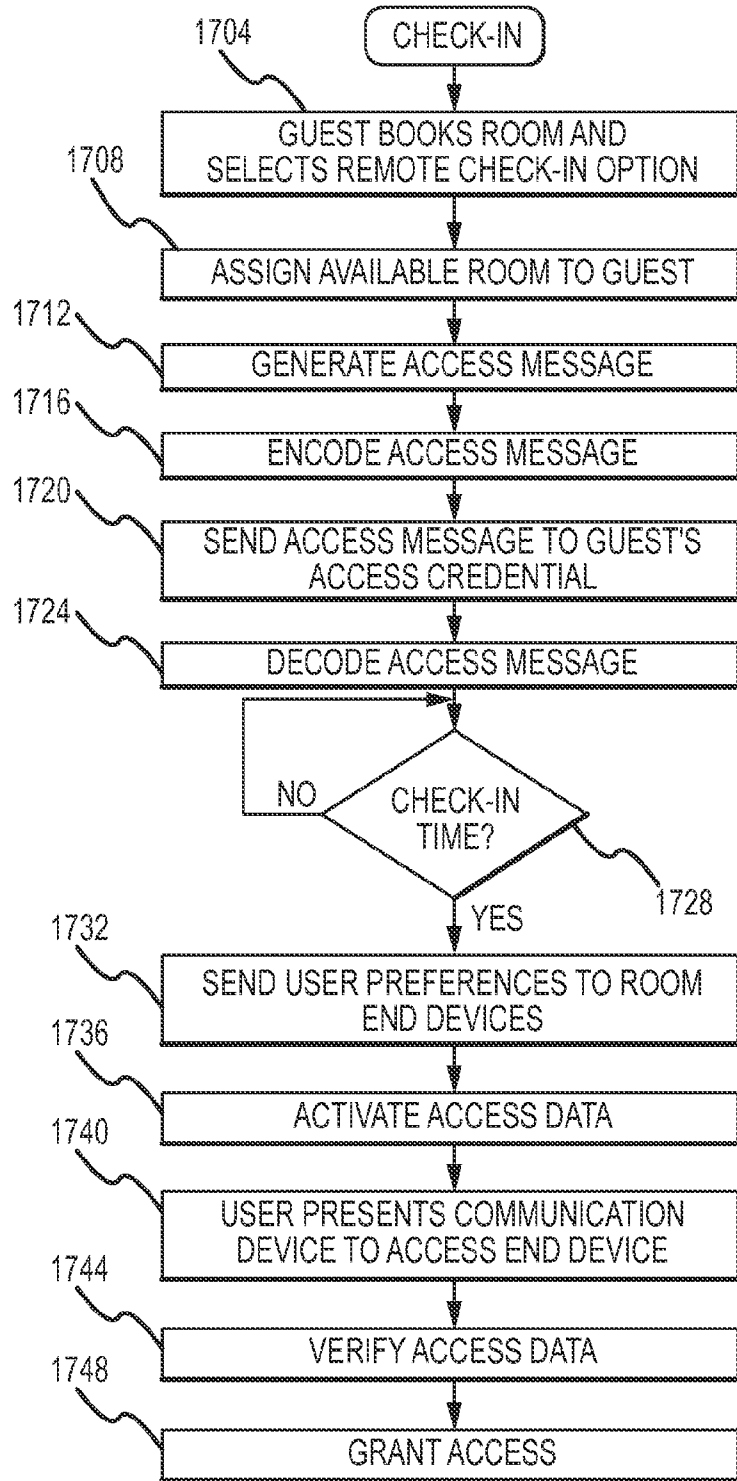 CHECK-IN
1704
GUEST BOOKS ROOM AND
SELECTS REMOTE CHECK-IN OPTION
1708
ASSIGN AVAILABLE ROOM TO GUEST
1712
GENERATE ACCESS MESSAGE
1716
ENCODE ACCESS MESSAGE
1720
SEND ACCESS MESSAGE TO GUEST'S
ACCESS CREDENTIAL
1724
DECODE ACCESS MESSAGE
NO
CHECK-IN
TIME?
1728
YES
1732
SEND USER PREFERENCES TO ROOM
END DEVICES
1736
ACTIVATE ACCESS DATA
1740
USER PRESENTS COMMUNICATION
DEVICE TO ACCESS END DEVICE
1744
VERIFY ACCESS DATA
1748
GRANT ACCESS